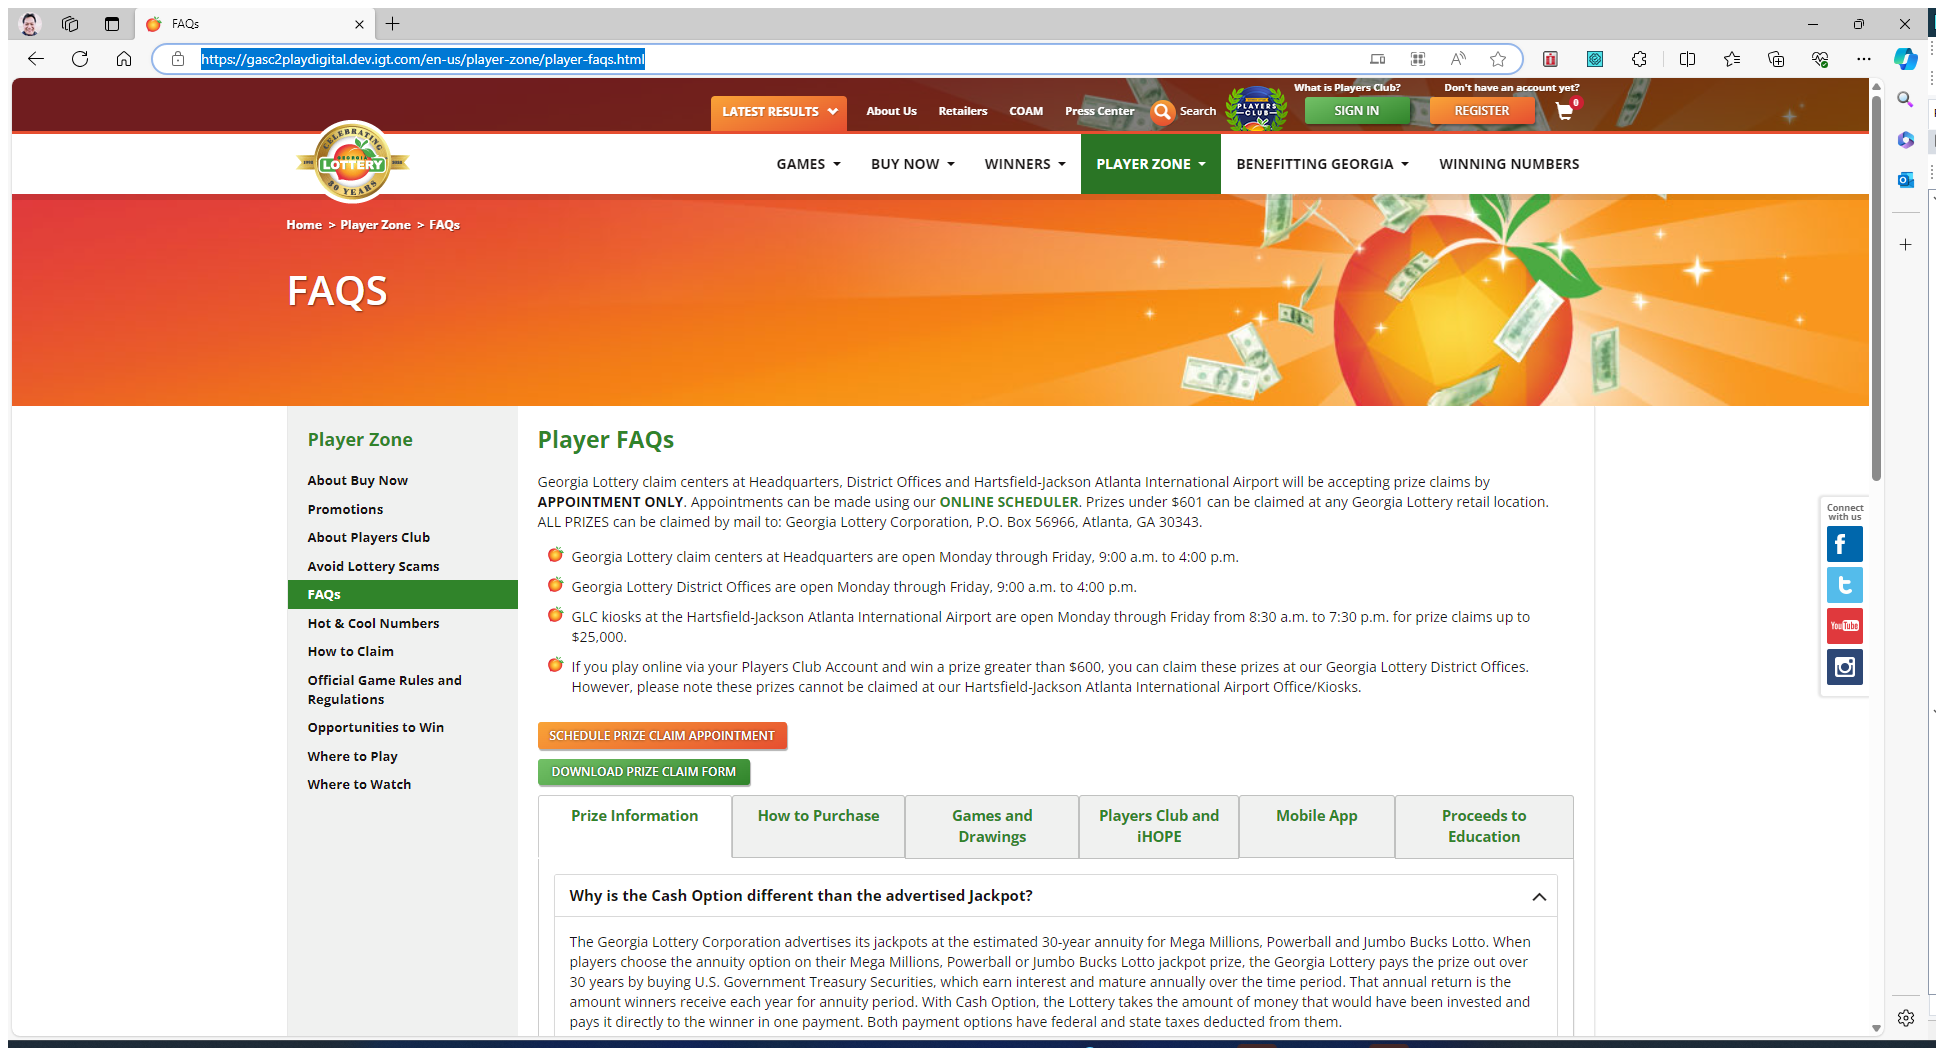 FAQs
https://gasc2playdigital.dev.igt.com/en-us/player-zone/player-faqs.html
What is Players Club?
Don't have an account yet?
LATEST RESULTS
About Us
Retailers
COAM
Press Center
Search
PLAYERS
CLUB
SIGN IN
REGISTER
0
CELEBRATING
GEORGIA
LOTTERY
30 YEARS
GAMES
BUY NOW
WINNERS
PLAYER ZONE
BENEFITTING GEORGIA
WINNING NUMBERS
Home > Player Zone > FAQs
FAQS
Player Zone
About Buy Now
Promotions
About Players Club
Avoid Lottery Scams
FAQs
Hot & Cool Numbers
How to Claim
Official Game Rules and
Regulations
Opportunities to Win
Where to Play
Where to Watch
Player FAQs
Georgia Lottery claim centers at Headquarters, District Offices and Hartsfield-Jackson Atlanta International Airport will be accepting prize claims by
APPOINTMENT ONLY. Appointments can be made using our ONLINE SCHEDULER. Prizes under $601 can be claimed at any Georgia Lottery retail location.
ALL PRIZES can be claimed by mail to: Georgia Lottery Corporation, P.O. Box 56966, Atlanta, GA 30343.
Georgia Lottery claim centers at Headquarters are open Monday through Friday, 9:00 a.m. to 4:00 p.m.
Georgia Lottery District Offices are open Monday through Friday, 9:00 a.m. to 4:00 p.m.
GLC kiosks at the Hartsfield-Jackson Atlanta International Airport are open Monday through Friday from 8:30 a.m. to 7:30 p.m. for prize claims up to
$25,000.
If you play online via your Players Club Account and win a prize greater than $600, you can claim these prizes at our Georgia Lottery District Offices.
However, please note these prizes cannot be claimed at our Hartsfield-Jackson Atlanta International Airport Office/Kiosks.
SCHEDULE PRIZE CLAIM APPOINTMENT
DOWNLOAD PRIZE CLAIM FORM
Prize Information
How to Purchase
Games and
Drawings
Players Club and
iHOPE
Mobile App
Proceeds to
Education
Why is the Cash Option different than the advertised Jackpot?
The Georgia Lottery Corporation advertises its jackpots at the estimated 30-year annuity for Mega Millions, Powerball and Jumbo Bucks Lotto. When
players choose the annuity option on their Mega Millions, Powerball or Jumbo Bucks Lotto jackpot prize, the Georgia Lottery pays the prize out over
30 years by buying U.S. Government Treasury Securities, which earn interest and mature annually over the time period. That annual return is the
amount winners receive each year for annuity period. With Cash Option, the Lottery takes the amount of money that would have been invested and
pays it directly to the winner in one payment. Both payment options have federal and state taxes deducted from them.
Connect
with us
You Tube